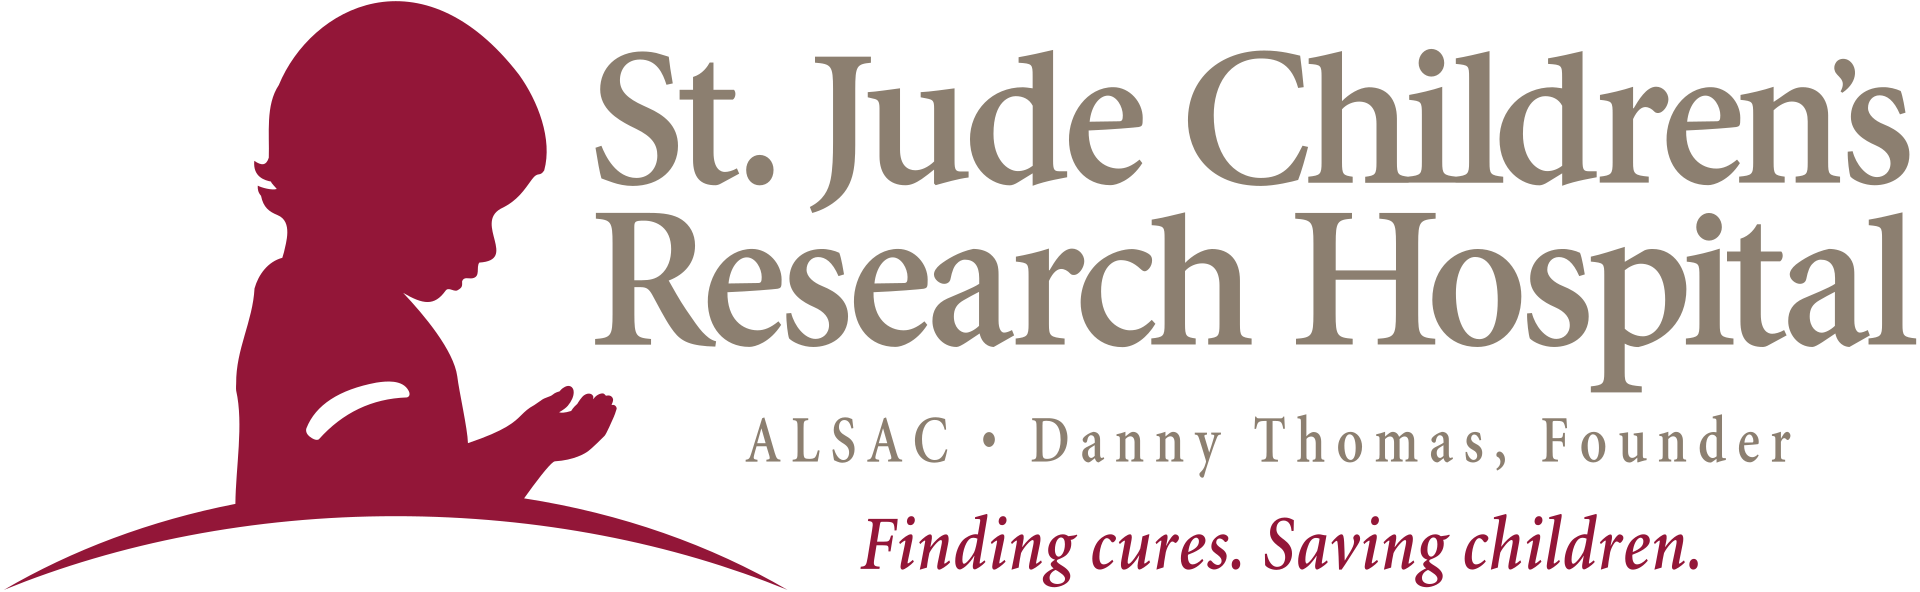 St. Jude Children’s
Research Hospital
ALSAC • Danny Thomas, Founder
Finding cures. Saving children.